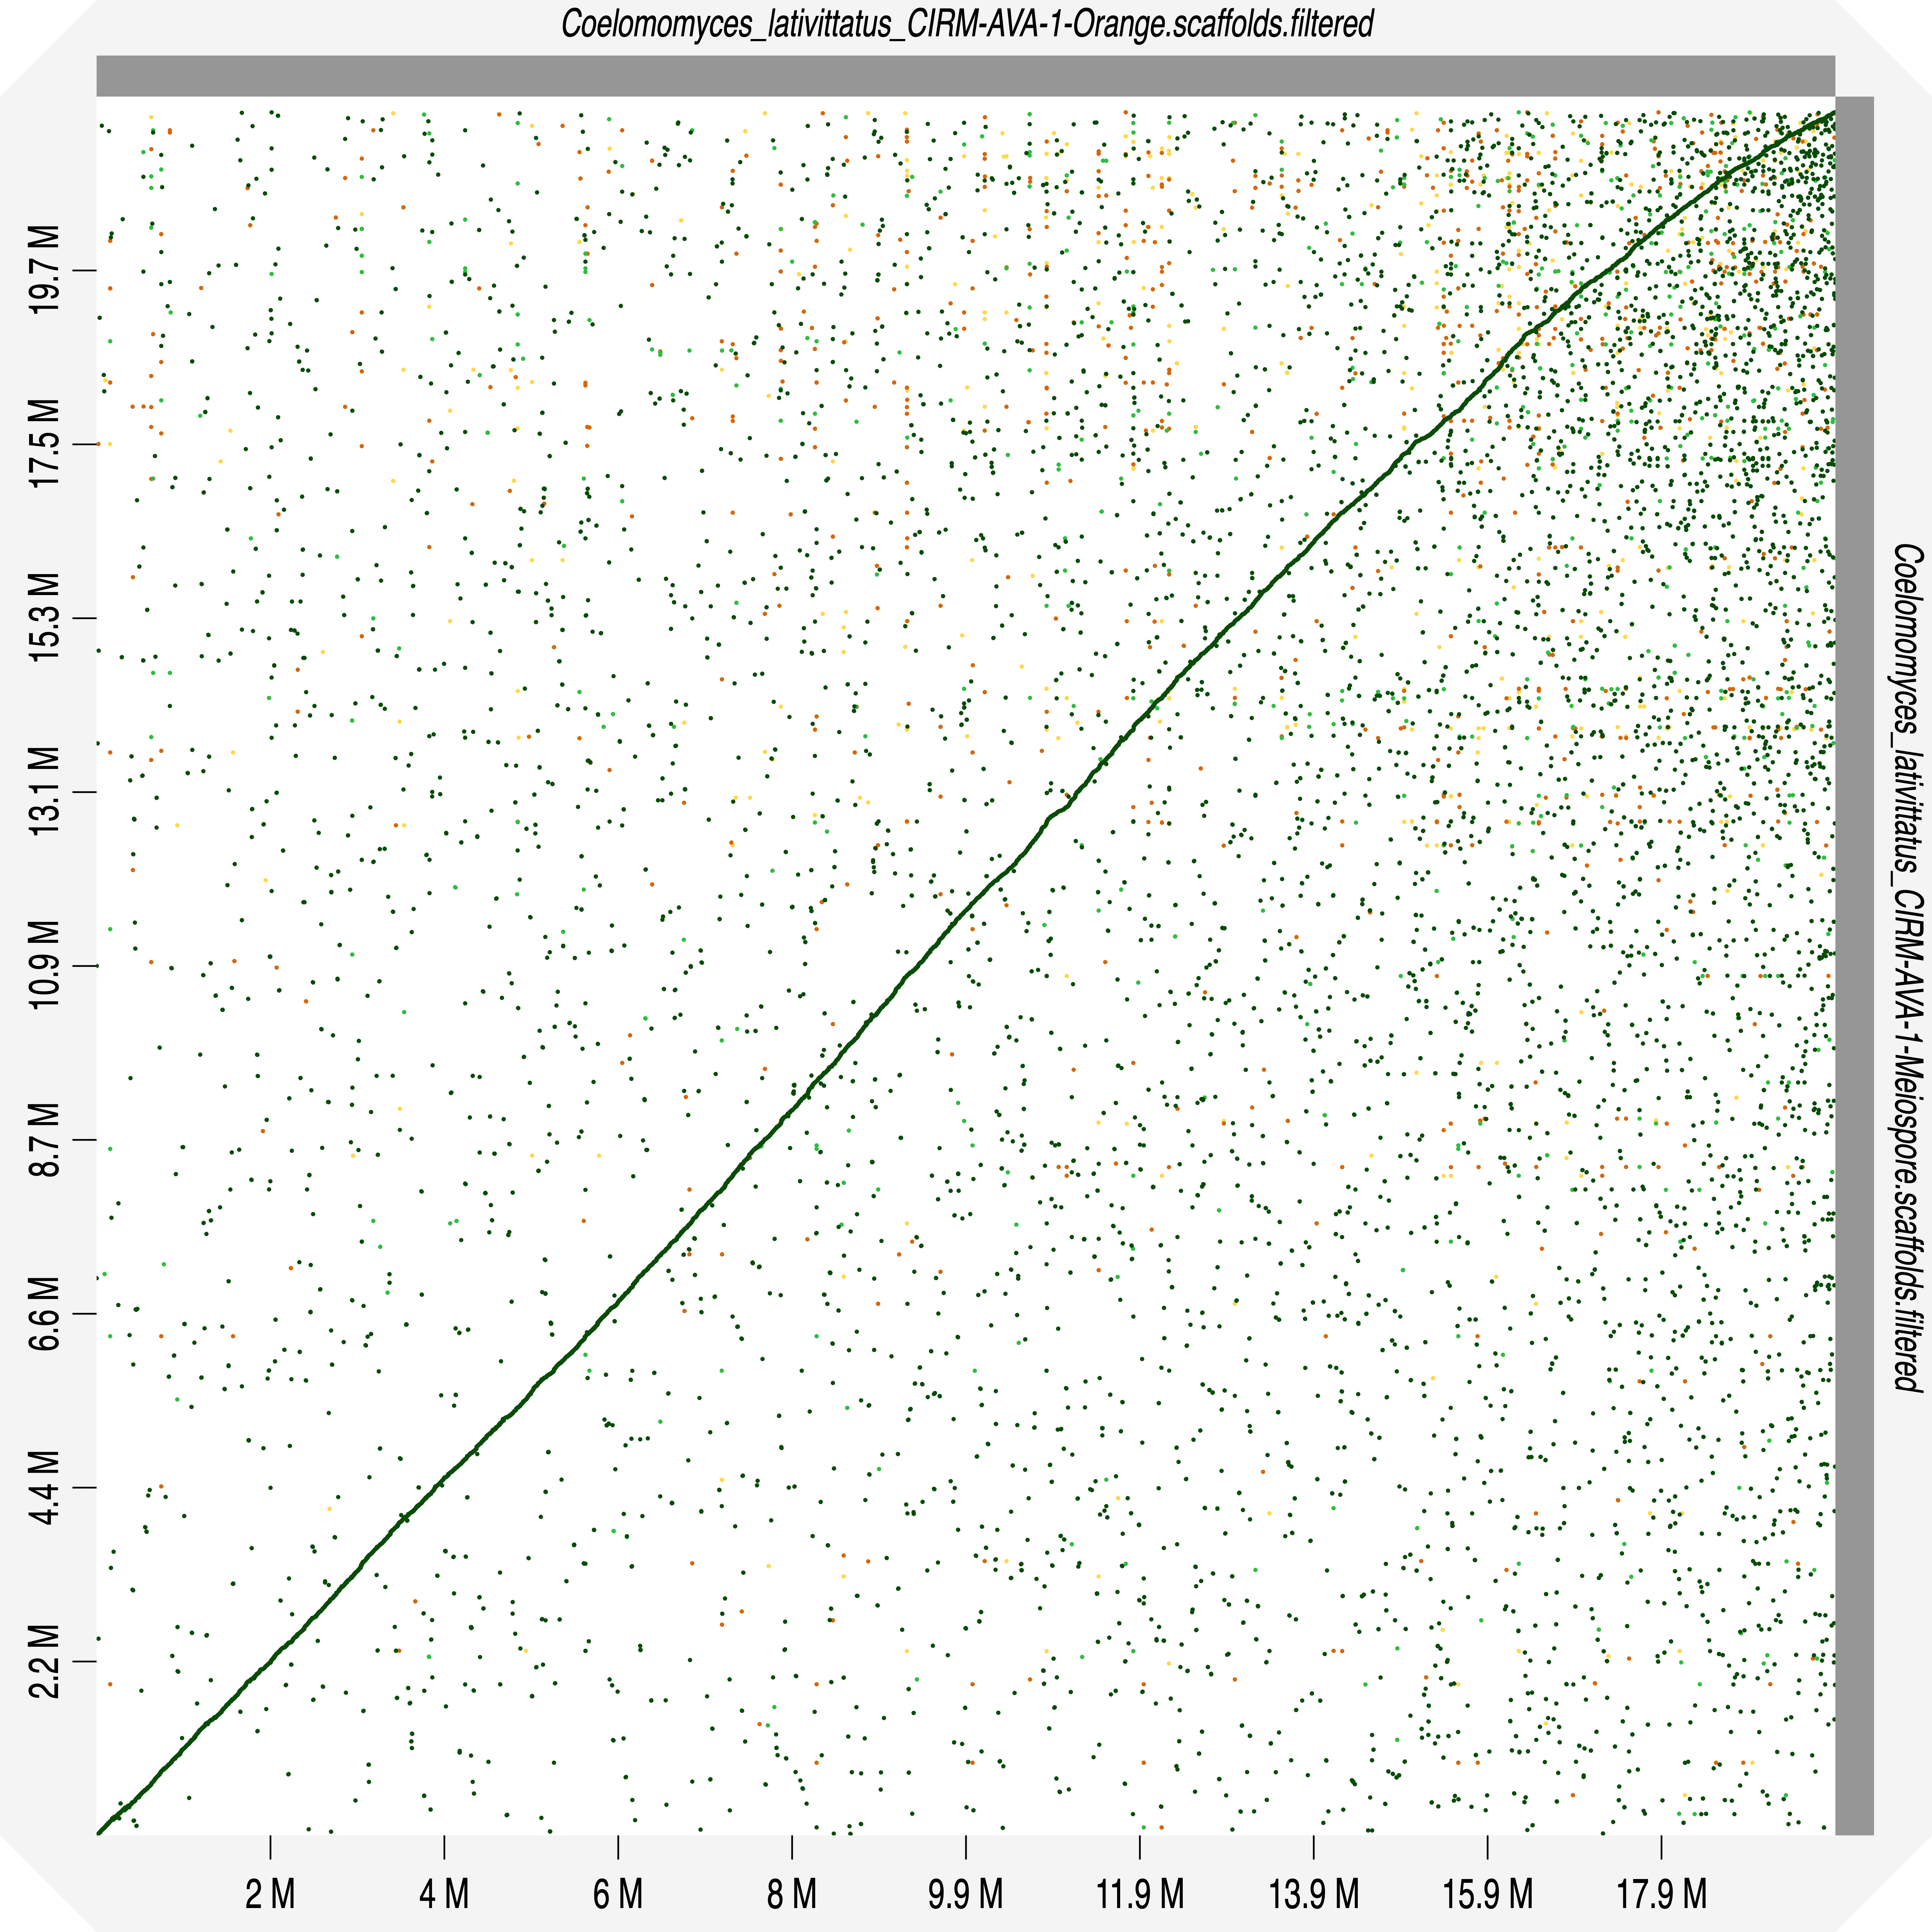 Coelomomyces_lativittatus_CIRM-AVA-1-Orange.scaffolds.filtered
19.7 M
17.5 M
15.3 M
13.1 M
10.9 M
8.7 M
6.6 M
4.4 M
2.2 M
Coelomomyces_lativittatus_CIRM-AVA-1-Meiospore.scaffolds.filtered
2 M
4 M
6 M
8 M
9.9 M
11.9 M
13.9 M
15.9 M
17.9 M